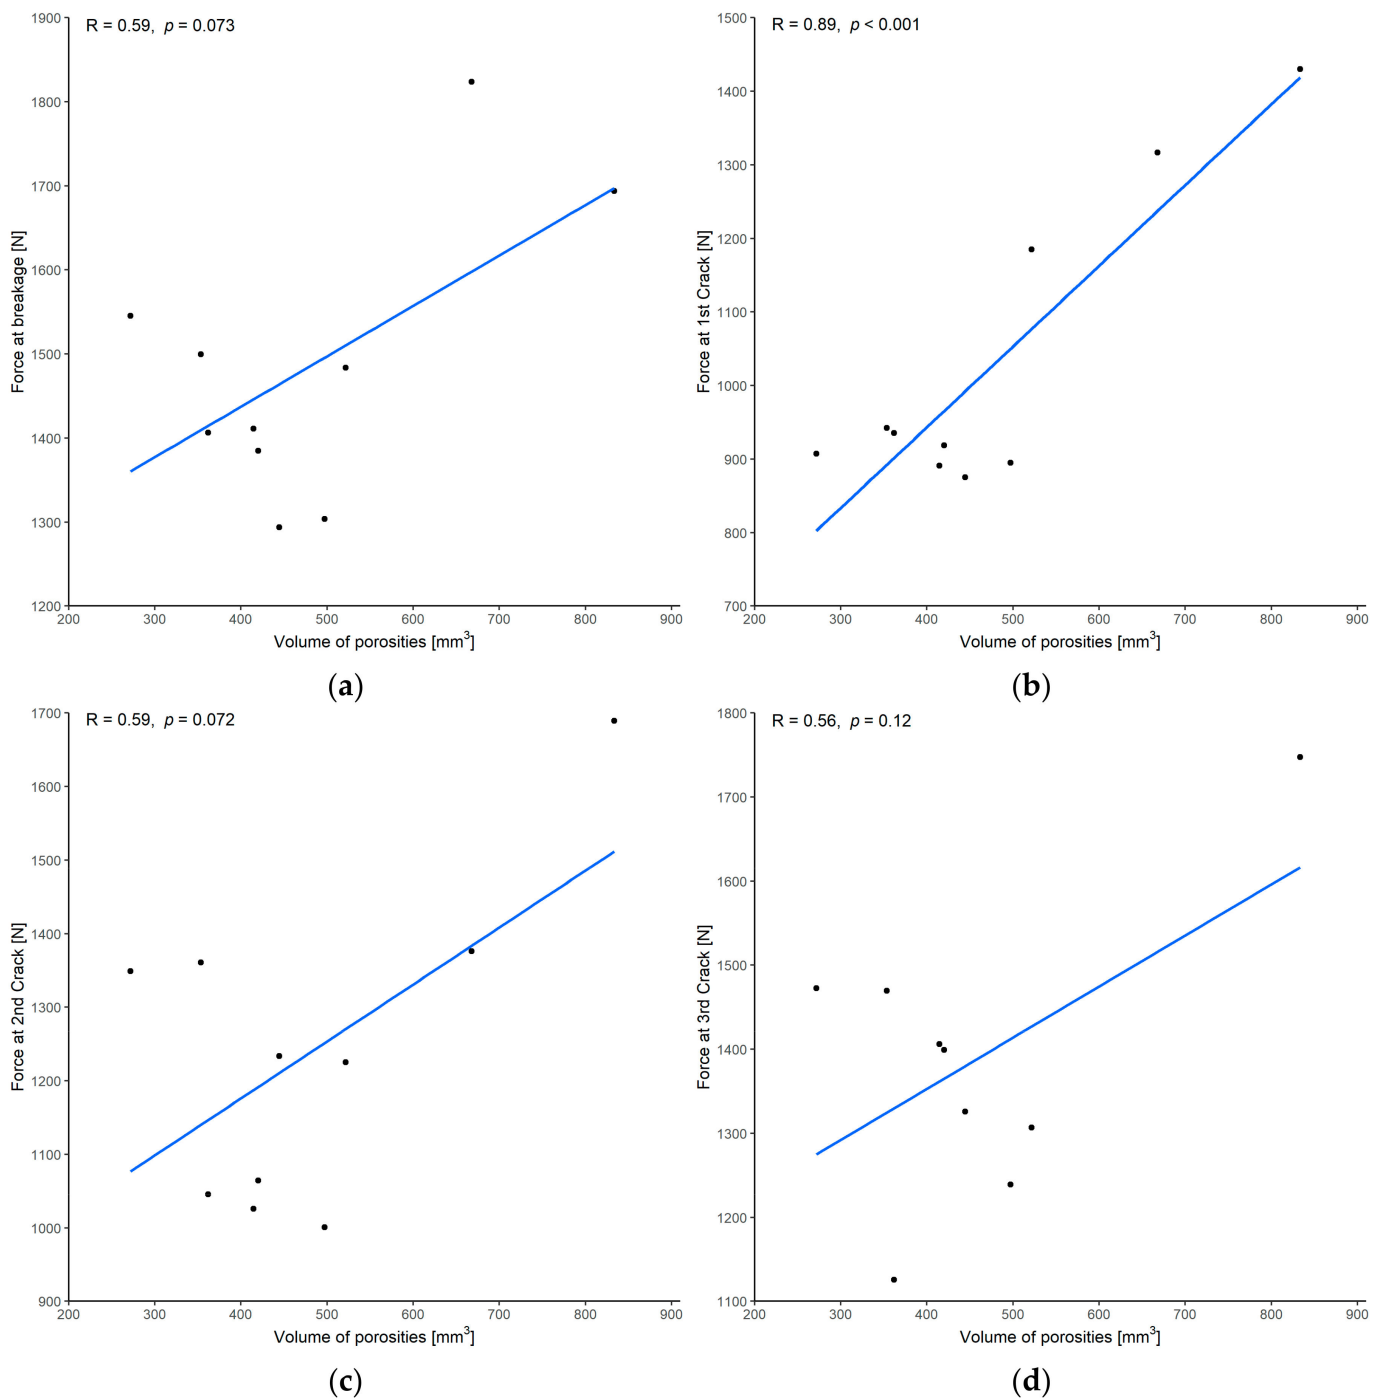 R = 0.59, p = 0.073
1900
1800
1700
1600
1500
1400
1300
1200
Force at breakage [N]
200 300 400 500 600 700 800 900
Volume of porosities [mm³]
(a)
R = 0.89, p < 0.001
1500
1400
1300
1200
1100
1000
900
800
700
Force at 1st Crack [N]
200 300 400 500 600 700 800 900
Volume of porosities [mm³]
(b)
R = 0.59, p = 0.072
1700
1600
1500
1400
1300
1200
1100
1000
900
Force at 2nd Crack [N]
200 300 400 500 600 700 800 900
Volume of porosities [mm³]
(c)
R = 0.56, p = 0.12
1800
1700
1600
1500
1400
1300
1200
1100
Force at 3rd Crack [N]
200 300 400 500 600 700 800 900
Volume of porosities [mm³]
(d)